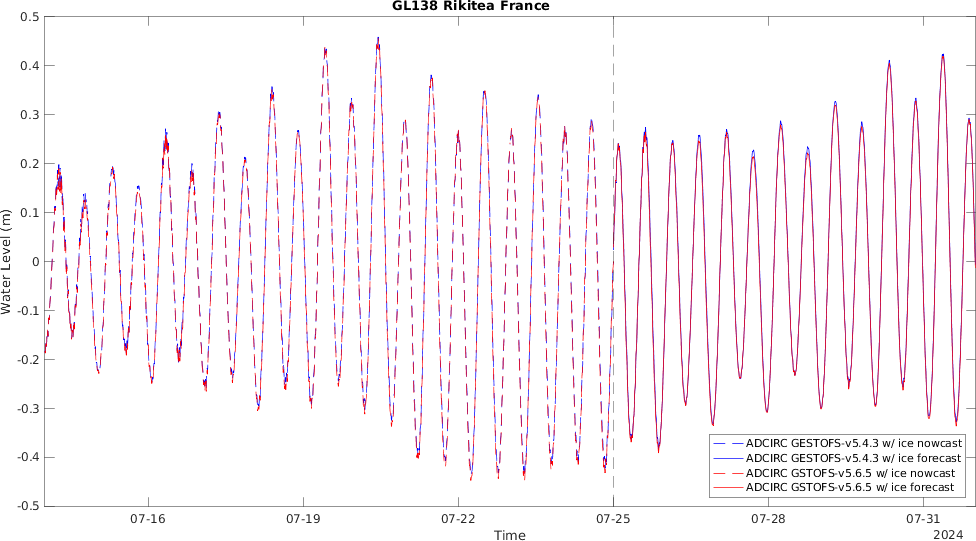 GL138 Rikitea France
0.5
0.4
0.3
0.2
0.1
0
-0.1
-0.2
-0.3
-0.4
-0.5
Water Level (m)
ADCIRC GESTOFS-v5.4.3 w/ ice nowcast
ADCIRC GESTOFS-v5.4.3 w/ ice forecast
ADCIRC GSTOFS-v5.6.5 w/ ice nowcast
ADCIRC GSTOFS-v5.6.5 w/ ice forecast
07-16 07-19 07-22 07-25 07-28 07-31
Time
2024